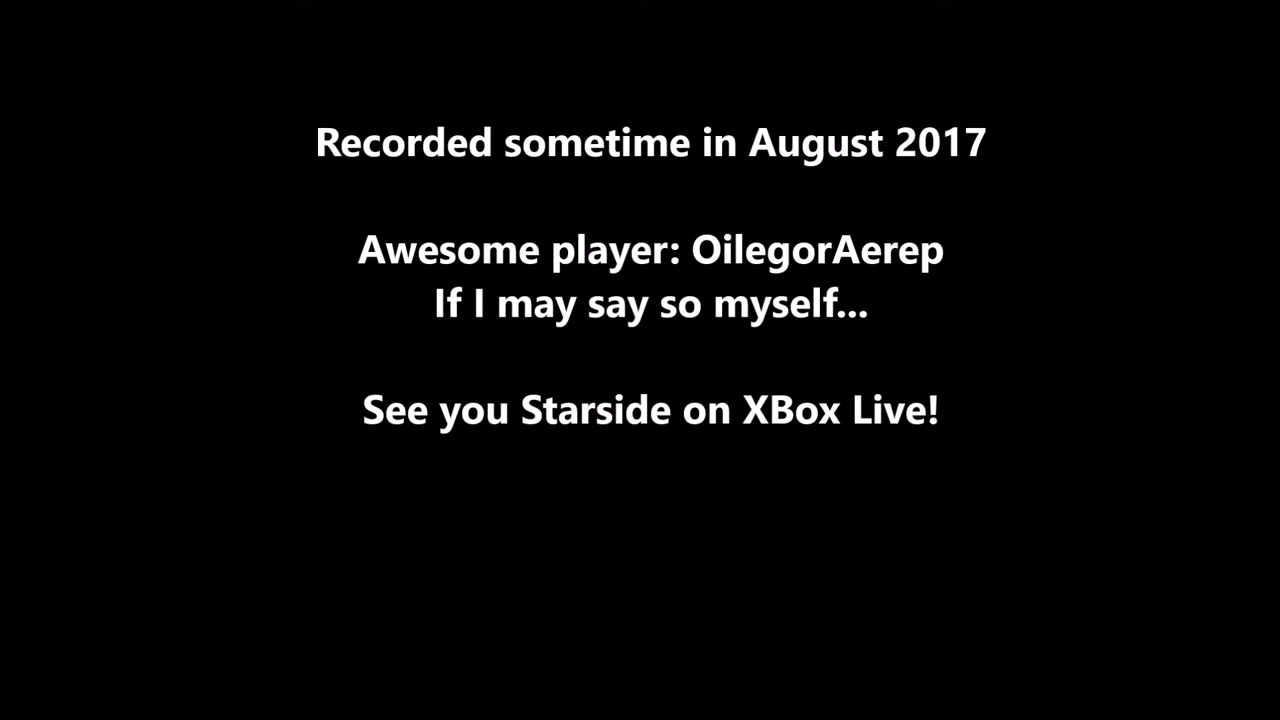 Recorded sometime in August 2017
Awesome player: OilegorAerep
If I may say so myself...
See you Starside on XBox Live!